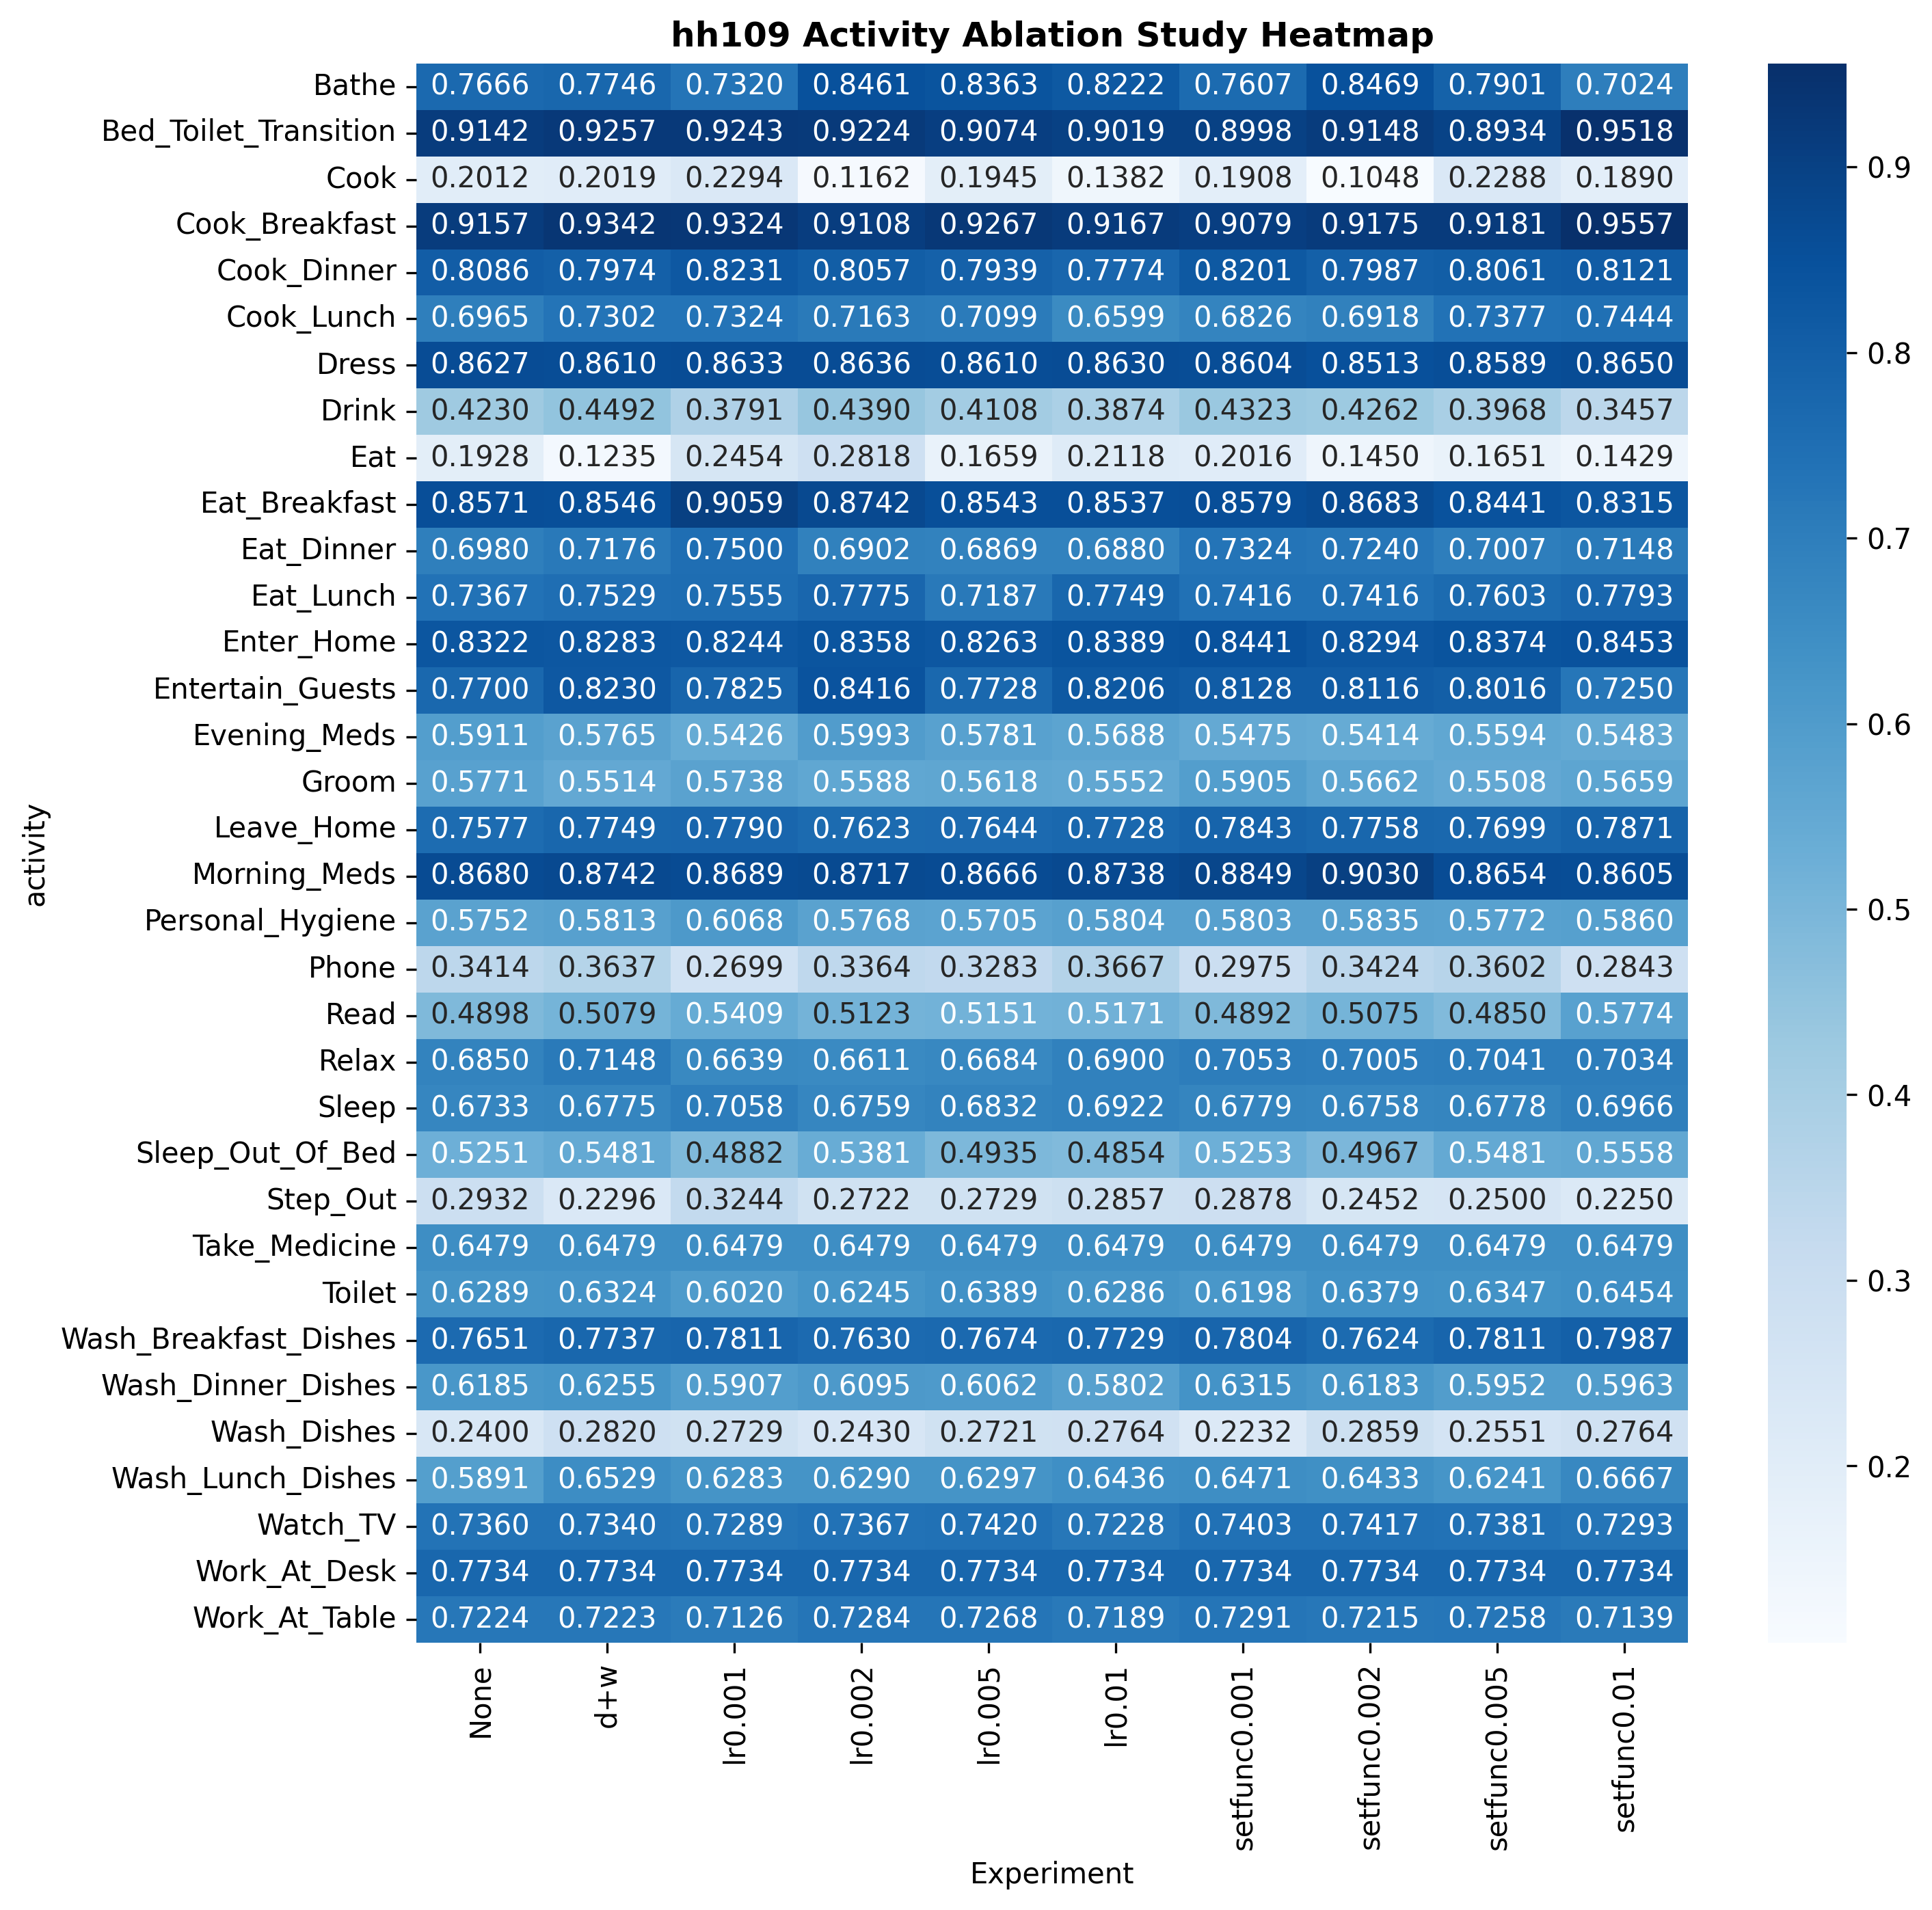 hh109 Activity Ablation Study Heatmap
Bathe 0.7666 0.7746 0.7320 0.8461 0.8363 0.8222 0.7607 0.8469 0.7901 0.7024
Bed_Toilet_Transition 0.9142 0.9257 0.9243 0.9224 0.9074 0.9019 0.8998 0.9148 0.8934 0.9518
Cook 0.2012 0.2019 0.2294 0.1162 0.1945 0.1382 0.1908 0.1048 0.2288 0.1890
Cook_Breakfast 0.9157 0.9342 0.9324 0.9108 0.9267 0.9167 0.9079 0.9175 0.9181 0.9557
Cook_Dinner 0.8086 0.7974 0.8231 0.8057 0.7939 0.7774 0.8201 0.7987 0.8061 0.8121
Cook_Lunch 0.6965 0.7302 0.7324 0.7163 0.7099 0.6599 0.6826 0.6918 0.7377 0.7444
Dress 0.8627 0.8610 0.8633 0.8636 0.8610 0.8630 0.8604 0.8513 0.8589 0.8650
Drink 0.4230 0.4492 0.3791 0.4390 0.4108 0.3874 0.4323 0.4262 0.3968 0.3457
Eat 0.1928 0.1235 0.2454 0.2818 0.1659 0.2118 0.2016 0.1450 0.1651 0.1429
Eat_Breakfast 0.8571 0.8546 0.9059 0.8742 0.8543 0.8537 0.8579 0.8683 0.8441 0.8315
Eat_Dinner 0.6980 0.7176 0.7500 0.6902 0.6869 0.6880 0.7324 0.7240 0.7007 0.7148
Eat_Lunch 0.7367 0.7529 0.7555 0.7775 0.7187 0.7749 0.7416 0.7416 0.7603 0.7793
Enter_Home 0.8322 0.8283 0.8244 0.8358 0.8263 0.8389 0.8441 0.8294 0.8374 0.8453
Entertain_Guests 0.7700 0.8230 0.7825 0.8416 0.7728 0.8206 0.8128 0.8116 0.8016 0.7250
Evening_Meds 0.5911 0.5765 0.5426 0.5993 0.5781 0.5688 0.5475 0.5414 0.5594 0.5483
Groom 0.5771 0.5514 0.5738 0.5588 0.5618 0.5552 0.5905 0.5662 0.5508 0.5659
Leave_Home 0.7577 0.7749 0.7790 0.7623 0.7644 0.7728 0.7843 0.7758 0.7699 0.7871
Morning_Meds 0.8680 0.8742 0.8689 0.8717 0.8666 0.8738 0.8849 0.9030 0.8654 0.8605
Personal_Hygiene 0.5752 0.5813 0.6068 0.5768 0.5705 0.5804 0.5803 0.5835 0.5772 0.5860
Phone 0.3414 0.3637 0.2699 0.3364 0.3283 0.3667 0.2975 0.3424 0.3602 0.2843
Read 0.4898 0.5079 0.5409 0.5123 0.5151 0.5171 0.4892 0.5075 0.4850 0.5774
Relax 0.6850 0.7148 0.6639 0.6611 0.6684 0.6900 0.7053 0.7005 0.7041 0.7034
Sleep 0.6733 0.6775 0.7058 0.6759 0.6832 0.6922 0.6779 0.6758 0.6778 0.6966
Sleep_Out_Of_Bed 0.5251 0.5481 0.4882 0.5381 0.4935 0.4854 0.5253 0.4967 0.5481 0.5558
Step_Out 0.2932 0.2296 0.3244 0.2722 0.2729 0.2857 0.2878 0.2452 0.2500 0.2250
Take_Medicine 0.6479 0.6479 0.6479 0.6479 0.6479 0.6479 0.6479 0.6479 0.6479 0.6479
Toilet 0.6289 0.6324 0.6020 0.6245 0.6389 0.6286 0.6198 0.6379 0.6347 0.6454
Wash_Breakfast_Dishes 0.7651 0.7737 0.7811 0.7630 0.7674 0.7729 0.7804 0.7624 0.7811 0.7987
Wash_Dinner_Dishes 0.6185 0.6255 0.5907 0.6095 0.6062 0.5802 0.6315 0.6183 0.5952 0.5963
Wash_Dishes 0.2400 0.2820 0.2729 0.2430 0.2721 0.2764 0.2232 0.2859 0.2551 0.2764
Wash_Lunch_Dishes 0.5891 0.6529 0.6283 0.6290 0.6297 0.6436 0.6471 0.6433 0.6241 0.6667
Watch_TV 0.7360 0.7340 0.7289 0.7367 0.7420 0.7228 0.7403 0.7417 0.7381 0.7293
Work_At_Desk 0.7734 0.7734 0.7734 0.7734 0.7734 0.7734 0.7734 0.7734 0.7734 0.7734
Work_At_Table 0.7224 0.7223 0.7126 0.7284 0.7268 0.7189 0.7291 0.7215 0.7258 0.7139
None d+w lr0.001 lr0.002 lr0.005 lr0.01 setfunc0.001 setfunc0.002 setfunc0.005 setfunc0.01
Experiment
activity
0.9
0.8
0.7
0.6
0.5
0.4
0.3
0.2